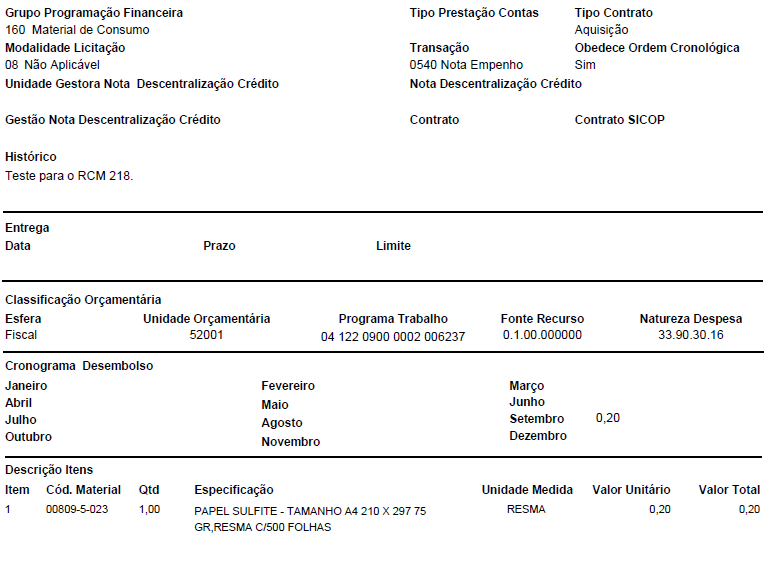 Grupo Programação Financeira Tipo Prestação Contas Tipo Contrato
160 Material de Consumo Aquisição
Modalidade Licitação Transação Obedece Ordem Cronológica
08 Não Aplicável 0540 Nota Empenho Sim
Unidade Gestora Nota Descentralização Crédito Nota Descentralização Crédito
Gestão Nota Descentralização Crédito Contrato Contrato SICOP
Histórico
Teste para o RCM 218.
Entrega
Data Prazo Limite
Classificação Orçamentária
Esfera Unidade Orçamentária Programa Trabalho Fonte Recurso Natureza Despesa
Fiscal 52001 04 122 0900 0002 006237 0.1.00.000000 33.90.30.16
Cronograma Desembolso
Janeiro Fevereiro Março
Abril Maio Junho
Julho Agosto Setembro 0,20
Outubro Novembro Dezembro
Descrição Itens
Item Cód. Material Qtd Especificação Unidade Medida Valor Unitário Valor Total
1 00809-5-023 1,00 PAPEL SULFITE - TAMANHO A4 210 X 297 75 RESMA 0,20 0,20
GR,RESMA C/500 FOLHAS